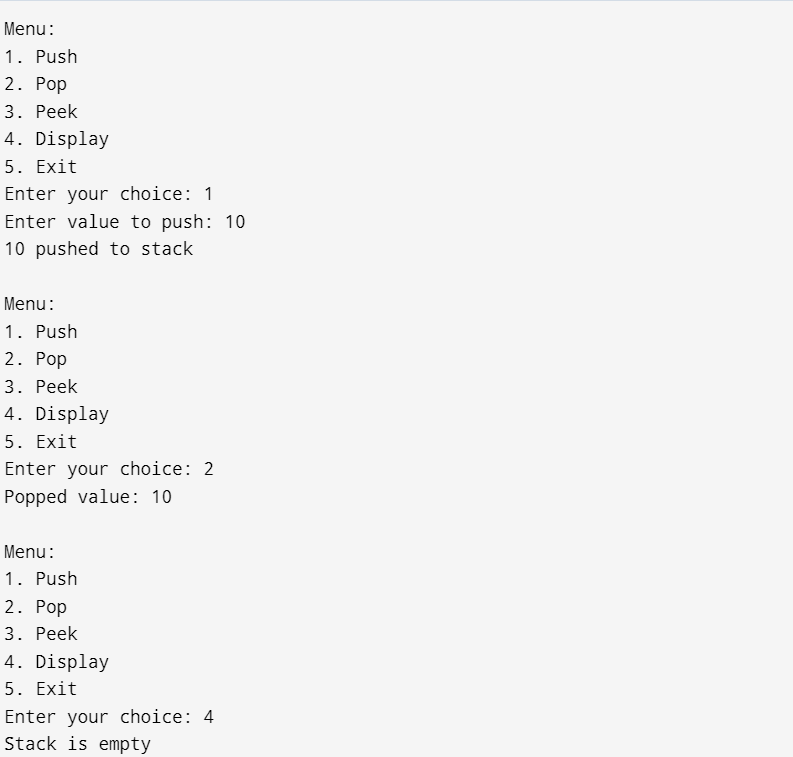 Menu:
1. Push
2. Pop
3. Peek
4. Display
5. Exit
Enter your choice: 1
Enter value to push: 10
10 pushed to stack
Menu:
1. Push
2. Pop
3. Peek
4. Display
5. Exit
Enter your choice: 2
Popped value: 10
Menu:
1. Push
2. Pop
3. Peek
4. Display
5. Exit
Enter your choice: 4
Stack is empty